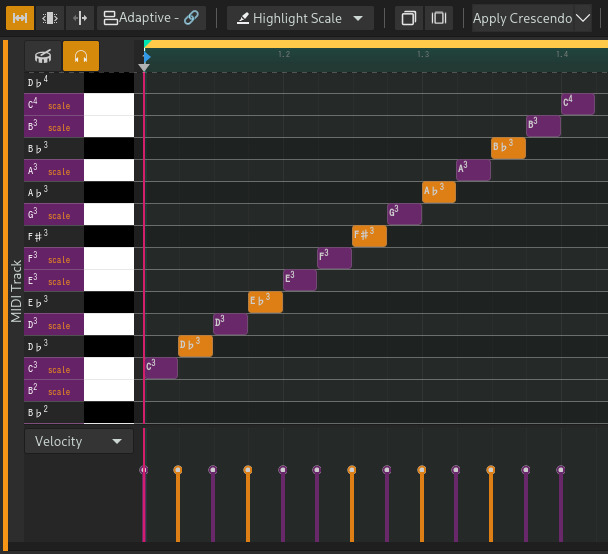 Adaptive - Highlight Scale Apply Crescendo
1.2 1.3 1.4
D♭4
C4 scale C4
B3 scale B3
B♭3 B♭3
A3 scale A3
A♭3 A♭3
G3 scale G3
F#3 F#3
F3 scale F3
E3 scale E3
E♭3 E♭3
D3 scale D3
D♭3 D♭3
C3 scale C3
B2 scale
B♭2
MIDI Track
Velocity